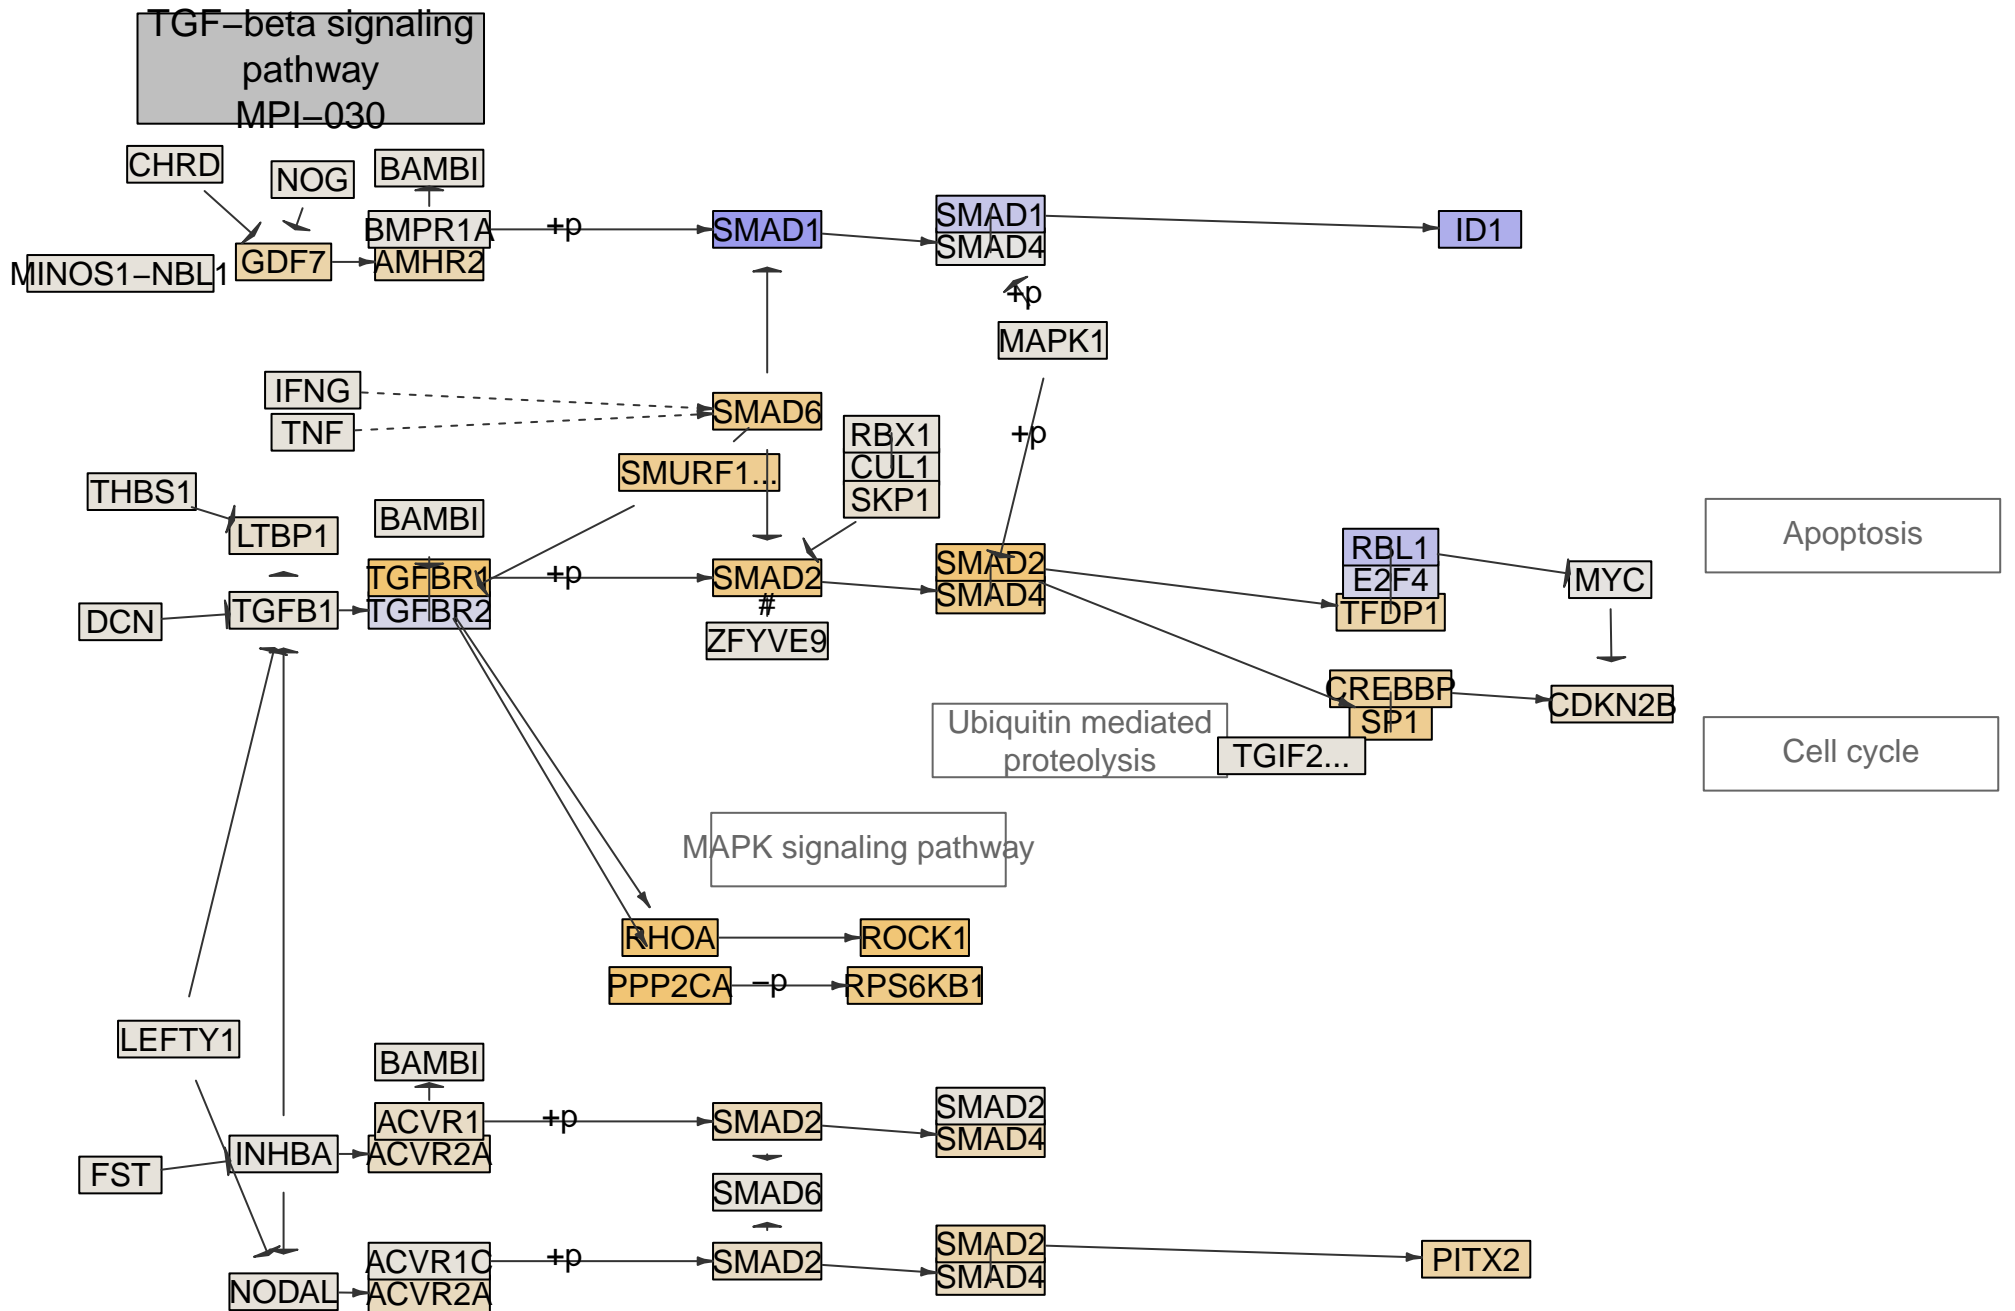 TGF−beta signaling
pathway
MPI−030
CHRD
NOG
BAMBI
BMPR1A
+p
SMAD1
SMAD1
SMAD4
ID1
MINOS1−NBL1
GDF7
AMHR2
+p
MAPK1
IFNG
TNF
SMAD6
RBX1
CUL1
SKP1
+p
SMURF1...
THBS1
LTBP1
BAMBI
TGFBR1
TGFBR2
+p
SMAD2
#
ZFYVE9
SMAD2
SMAD4
RBL1
E2F4
TFDP1
MYC
Apoptosis
DCN
TGFB1
CREBBP
SP1
CDKN2B
Ubiquitin mediated
proteolysis
TGIF2...
Cell cycle
MAPK signaling pathway
RHOA
ROCK1
PPP2CA
−p
RPS6KB1
LEFTY1
BAMBI
ACVR1
ACVR2A
+p
SMAD2
SMAD2
SMAD4
INHBA
FST
SMAD6
ACVR1C
ACVR2A
+p
SMAD2
SMAD2
SMAD4
PITX2
NODAL